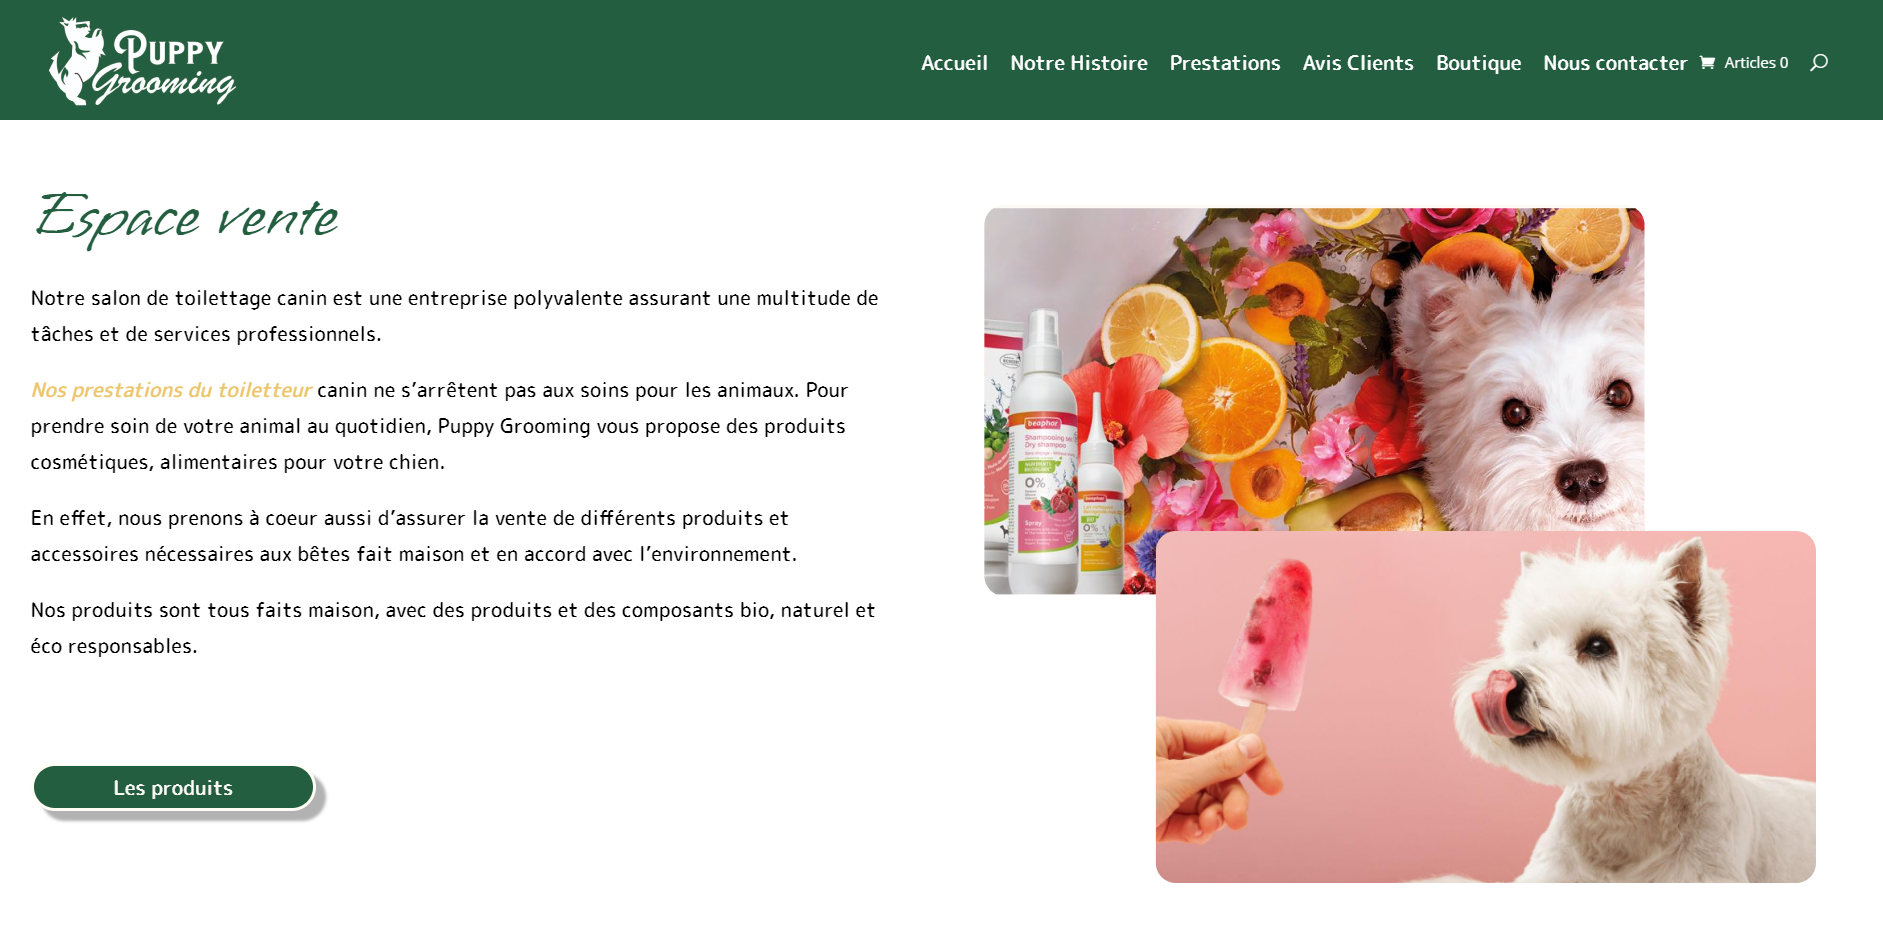 Puppy
Grooming
Accueil Notre Histoire Prestations Avis Clients Boutique Nous contacter Articles 0
Espace vente
Notre salon de toilettage canin est une entreprise polyvalente assurant une multitude de
tâches et de services professionnels.
Nos prestations du toiletteur canin ne s’arrêtent pas aux soins pour les animaux. Pour
prendre soin de votre animal au quotidien, Puppy Grooming vous propose des produits
cosmétiques, alimentaires pour votre chien.
En effet, nous prenons à coeur aussi d’assurer la vente de différents produits et
accessoires nécessaires aux bêtes fait maison et en accord avec l’environnement.
Nos produits sont tous faits maison, avec des produits et des composants bio, naturel et
éco responsables.
Les produits
beaphar
Shampooing sec
Dry shampoo
0%
Spray
beaphar
BIO
0%